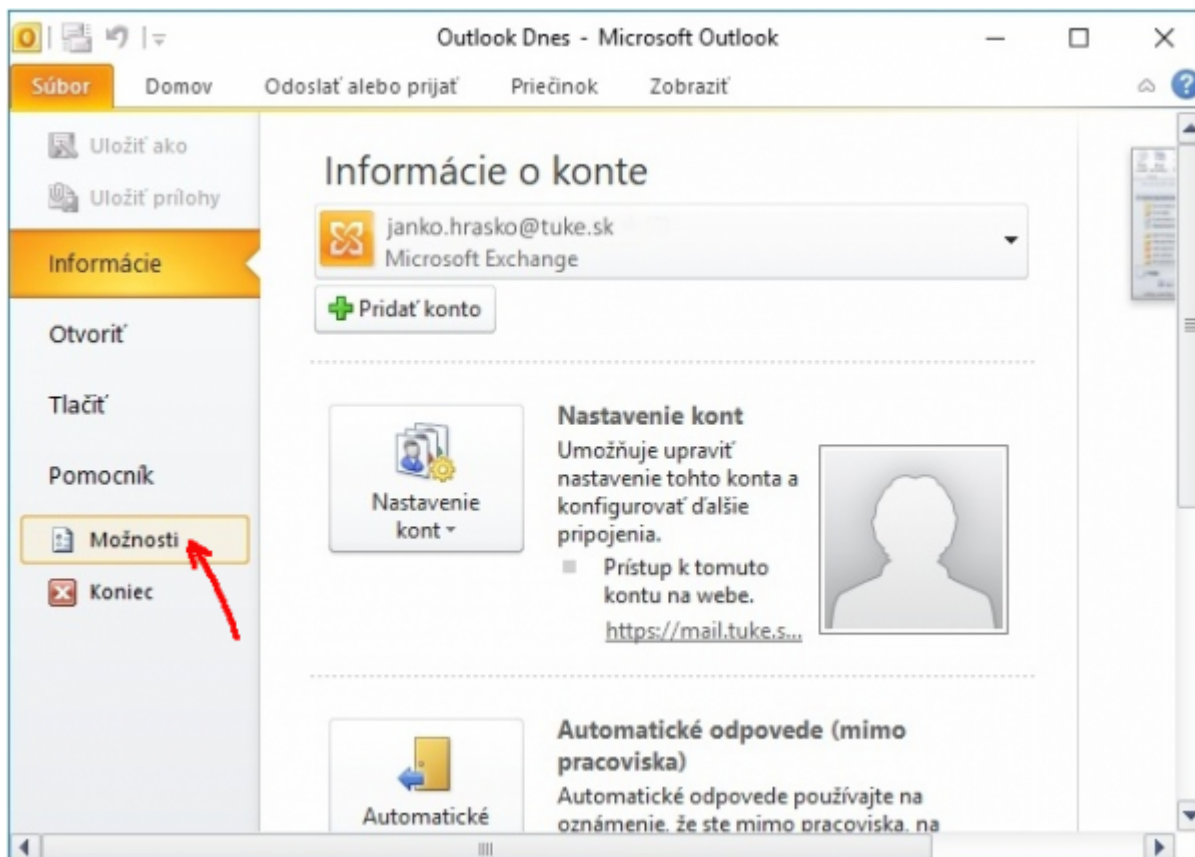 Outlook Dnes - Microsoft Outlook
Súbor Domov Odoslať alebo prijať Priečinok Zobraziť
Uložiť ako
Uložiť prílohy
Informácie
Otvoriť
Tlačiť
Pomocník
Možnosti
Koniec
Informácie o konte
janko.hrasko@tuke.sk
Microsoft Exchange
Pridať konto
Nastavenie
kont
Nastavenie kont
Umožňuje upraviť
nastavenie tohto konta a
konfigurovať ďalšie
pripojenia.
Prístup k tomuto
kontu na webe.
https://mail.tuke.s...
Automatické
Automatické odpovede (mimo
pracoviska)
Automatické odpovede používajte na
oznámenie, že ste mimo pracoviska, na